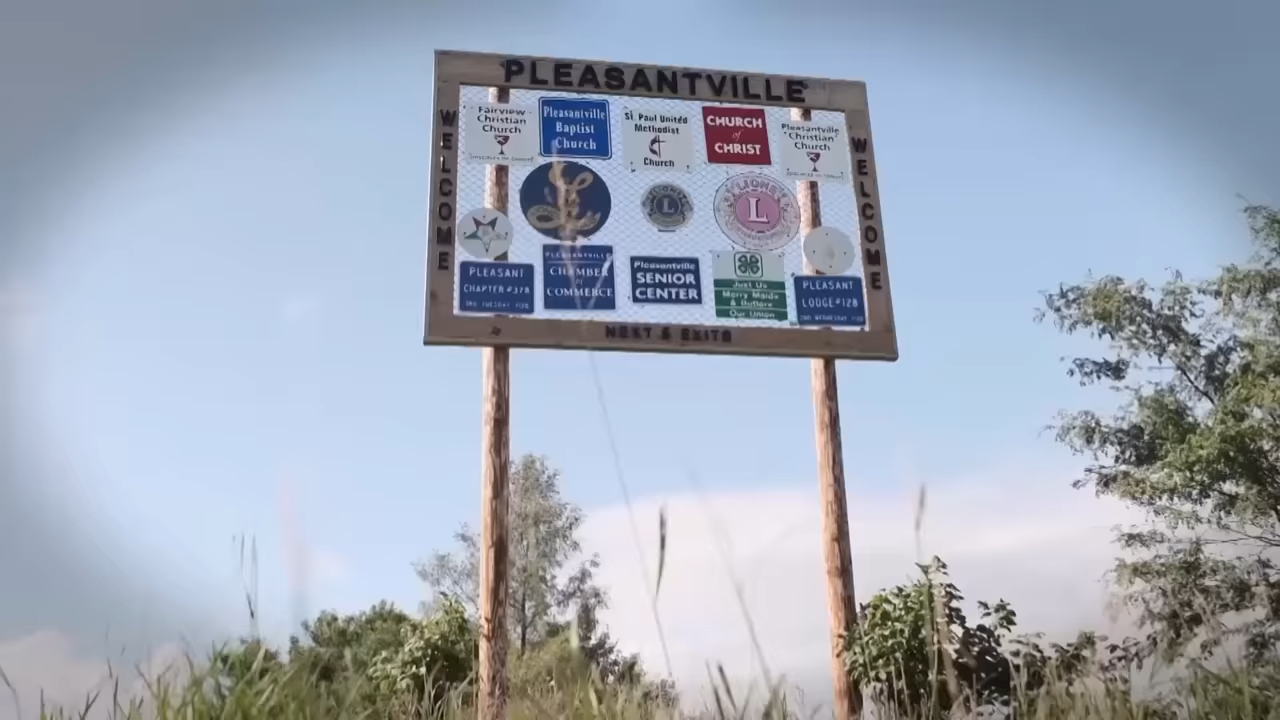 PLEASANTVILLE
WELCOME
WELCOME
Fairview
Christian
Church
Pleasantville
Baptist
Church
St. Paul United
Methodist
Church
CHURCH
of
CHRIST
Pleasantville
Christian
Church
LIONS
L
LIONS
L
PLEASANT
CHAPTER #378
PLEASANTVILLE
CHAMBER
of
COMMERCE
Pleasantville
SENIOR
CENTER
Just Us
Merry Maids
& Butlers
Our Union
PLEASANT
LODGE #128
NEXT 2 EXITS